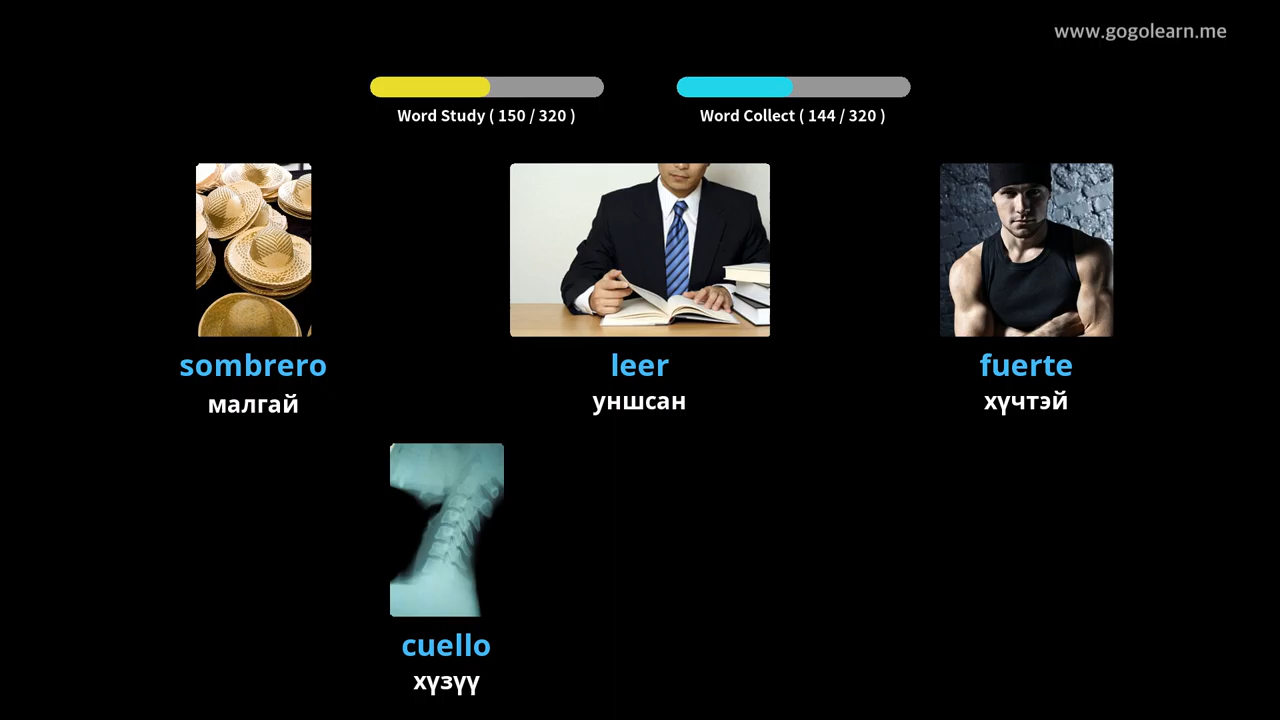 www.gogolearn.me
Word Study ( 150 / 320 )
Word Collect ( 144 / 320 )
sombrero
малгай
leer
уншсан
fuerte
хүчтэй
cuello
хүзүү